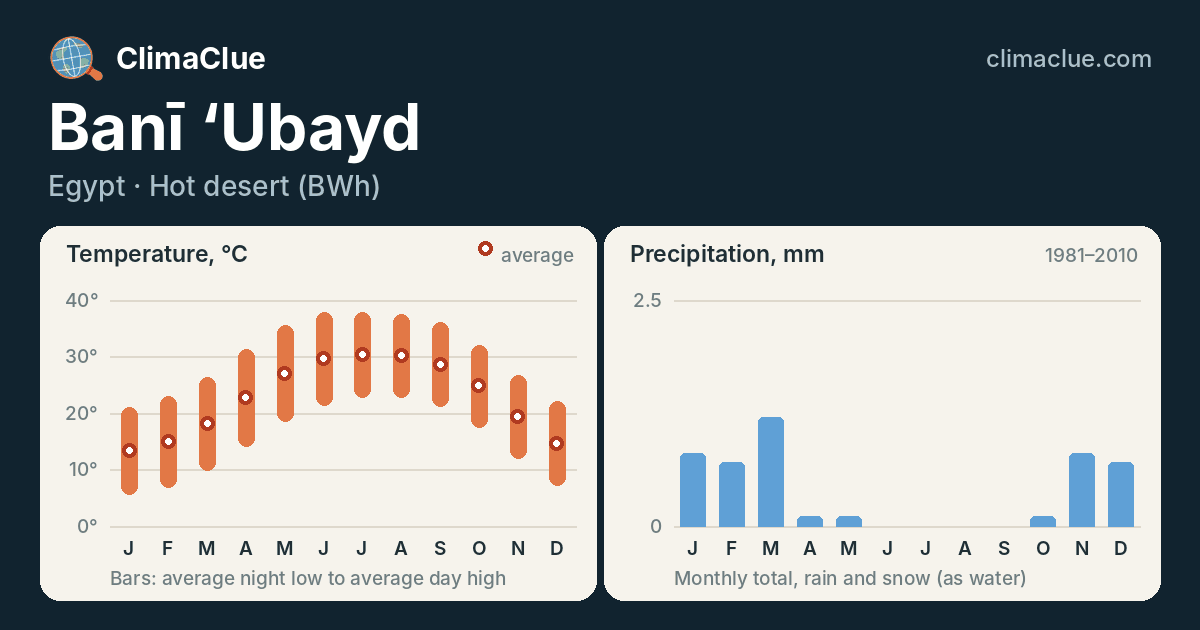 ClimaClue
climaclue.com
Banī ‘Ubayd
Egypt · Hot desert (BWh)
Temperature, °C
average
40°
30°
20°
10°
0°
J F M A M J J A S O N D
Bars: average night low to average day high
Precipitation, mm
1981–2010
2.5
0
J F M A M J J A S O N D
Monthly total, rain and snow (as water)